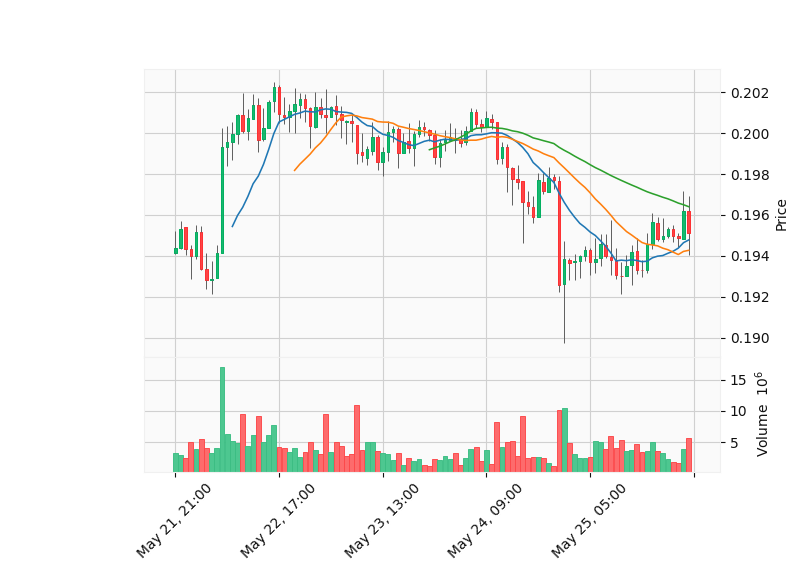 0.202
0.200
0.198
0.196
0.194
0.192
0.190
Price
15
10
5
Volume 10^6
May 21, 21:00
May 22, 17:00
May 23, 13:00
May 24, 09:00
May 25, 05:00